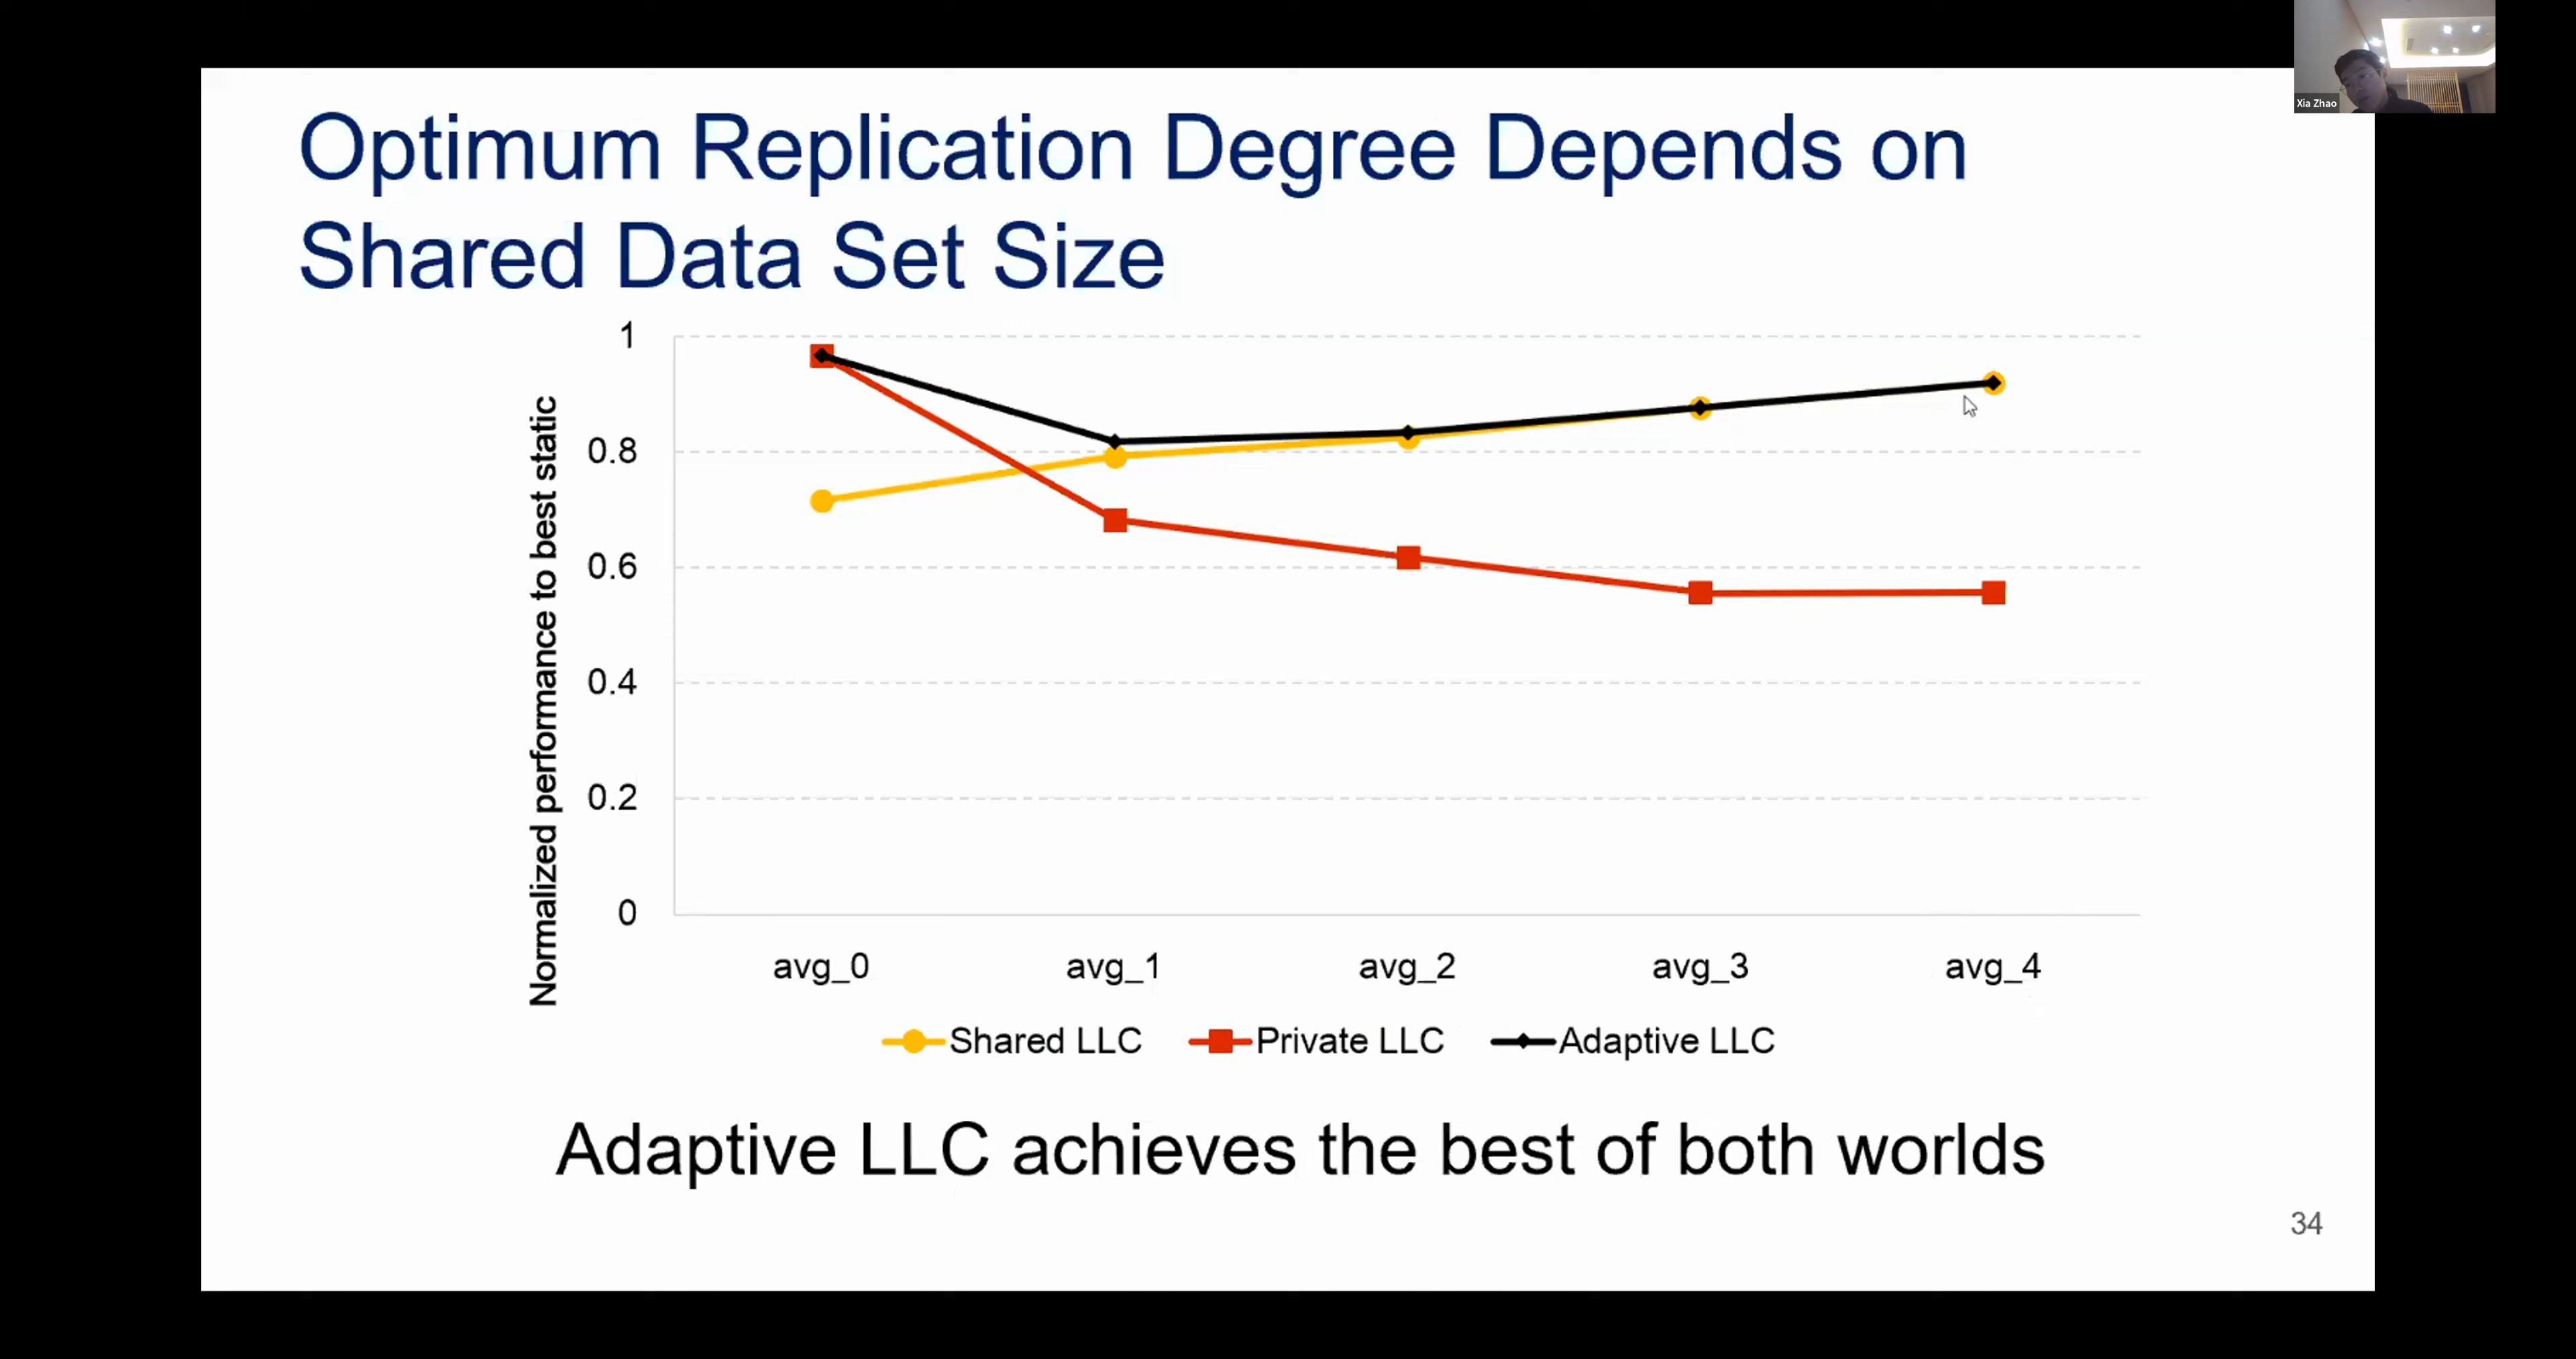 Xia Zhao
Optimum Replication Degree Depends on
Shared Data Set Size
Normalized performance to best static
1
0.8
0.6
0.4
0.2
0
avg_0 avg_1 avg_2 avg_3 avg_4
Shared LLC Private LLC Adaptive LLC
Adaptive LLC achieves the best of both worlds
34